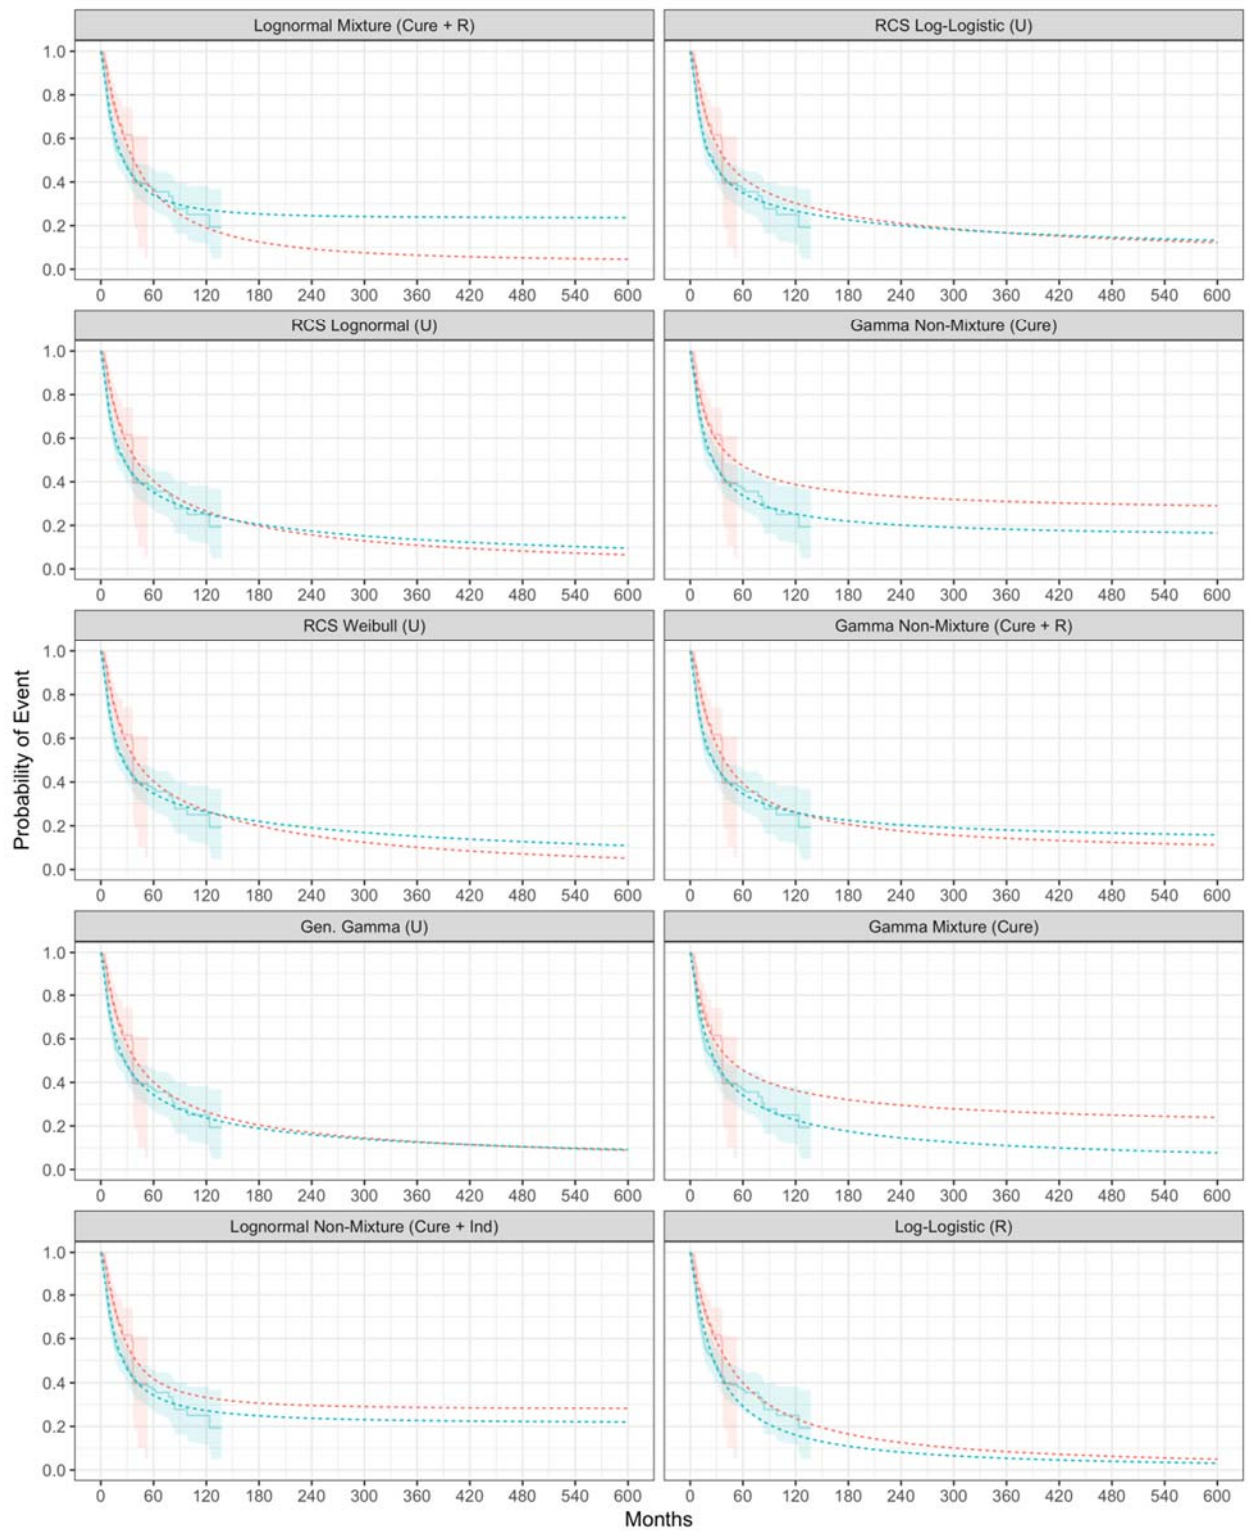 Lognormal Mixture (Cure + R)
RCS Log-Logistic (U)
1.0
0.8
0.6
0.4
0.2
0.0
0 60 120 180 240 300 360 420 480 540 600
0 60 120 180 240 300 360 420 480 540 600
RCS Lognormal (U)
Gamma Non-Mixture (Cure)
1.0
0.8
0.6
0.4
0.2
0.0
0 60 120 180 240 300 360 420 480 540 600
0 60 120 180 240 300 360 420 480 540 600
RCS Weibull (U)
Gamma Non-Mixture (Cure + R)
1.0
0.8
0.6
0.4
0.2
0.0
0 60 120 180 240 300 360 420 480 540 600
0 60 120 180 240 300 360 420 480 540 600
Probability of Event
Gen. Gamma (U)
Gamma Mixture (Cure)
1.0
0.8
0.6
0.4
0.2
0.0
0 60 120 180 240 300 360 420 480 540 600
0 60 120 180 240 300 360 420 480 540 600
Lognormal Non-Mixture (Cure + Ind)
Log-Logistic (R)
1.0
0.8
0.6
0.4
0.2
0.0
0 60 120 180 240 300 360 420 480 540 600
0 60 120 180 240 300 360 420 480 540 600
Months